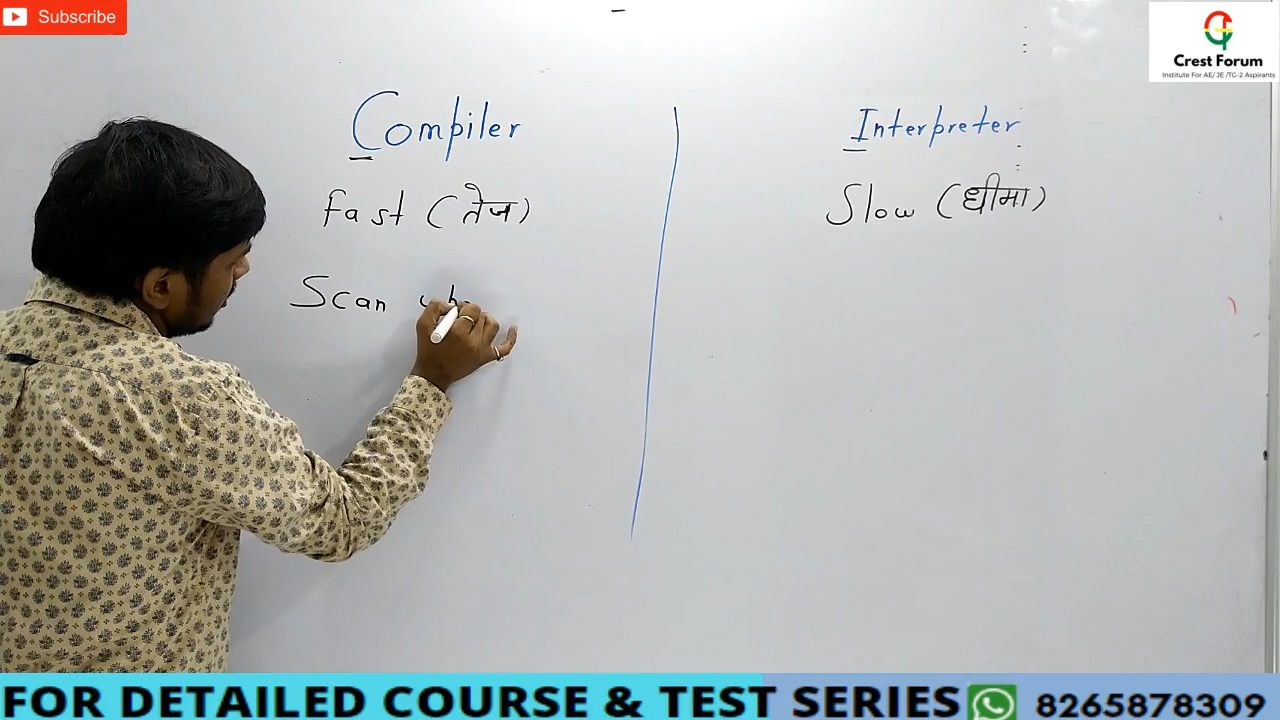 Subscribe
Crest Forum
Institute For AE/ JE /TG-2 Aspirants
Compiler
Interpreter
Fast (तेज)
Slow (धीमा)
Scan
FOR DETAILED COURSE & TEST SERIES 8265878309